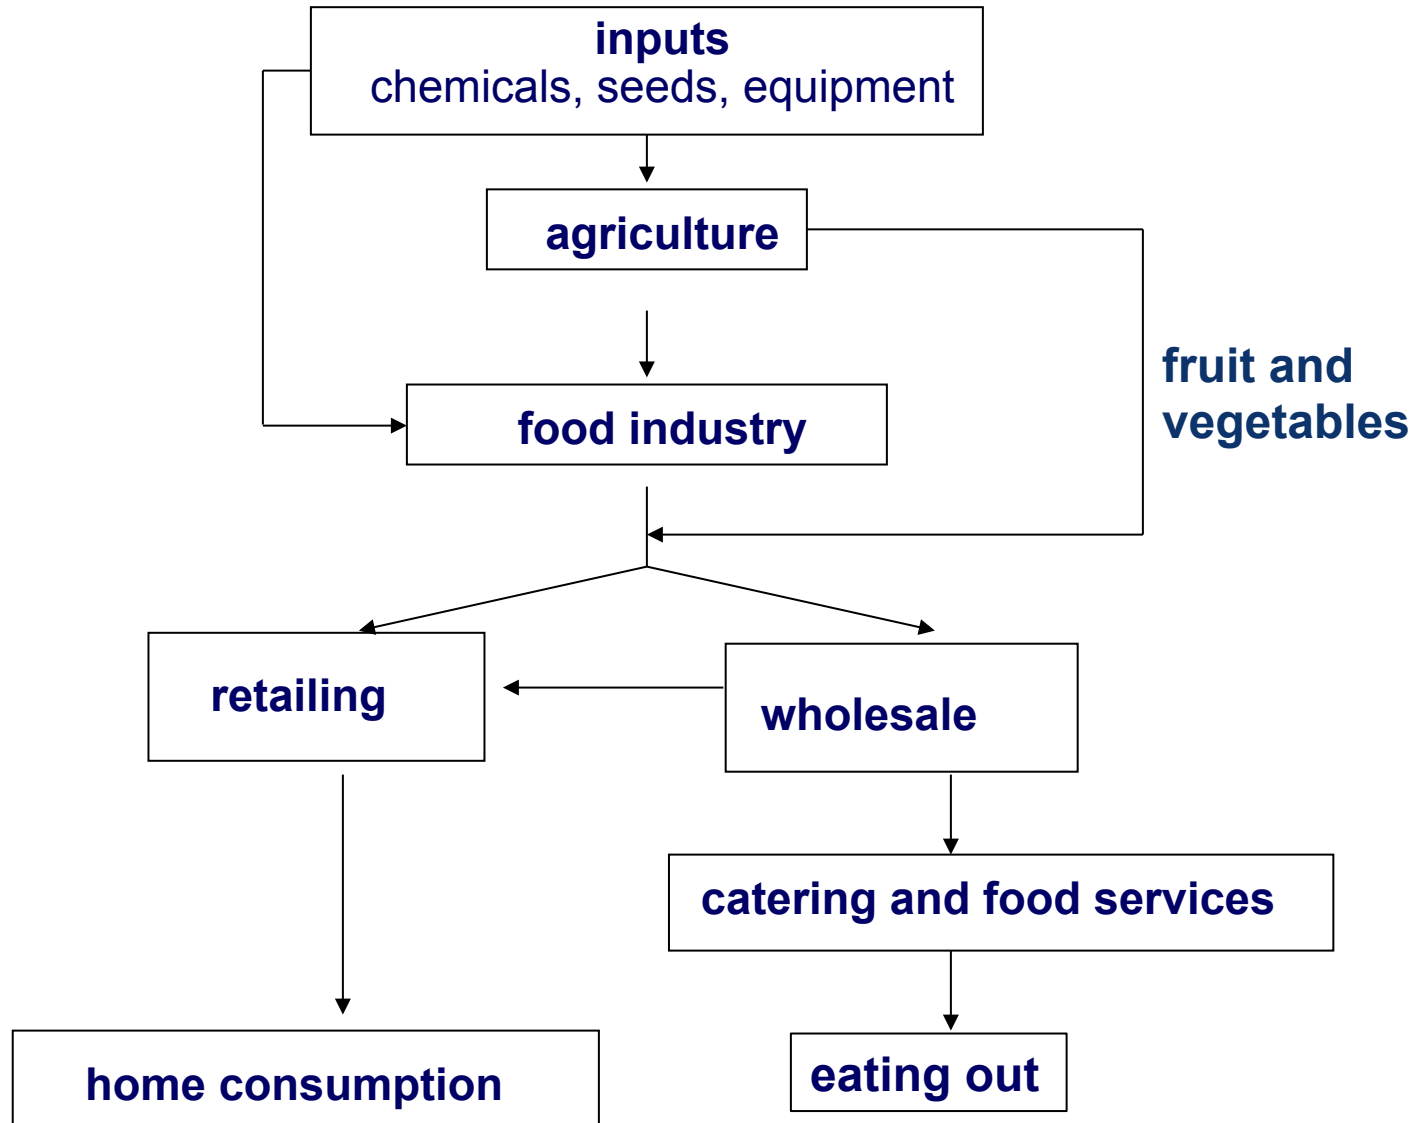 inputs
chemicals, seeds, equipment
agriculture
fruit and
vegetables
food industry
retailing
wholesale
catering and food services
home consumption
eating out